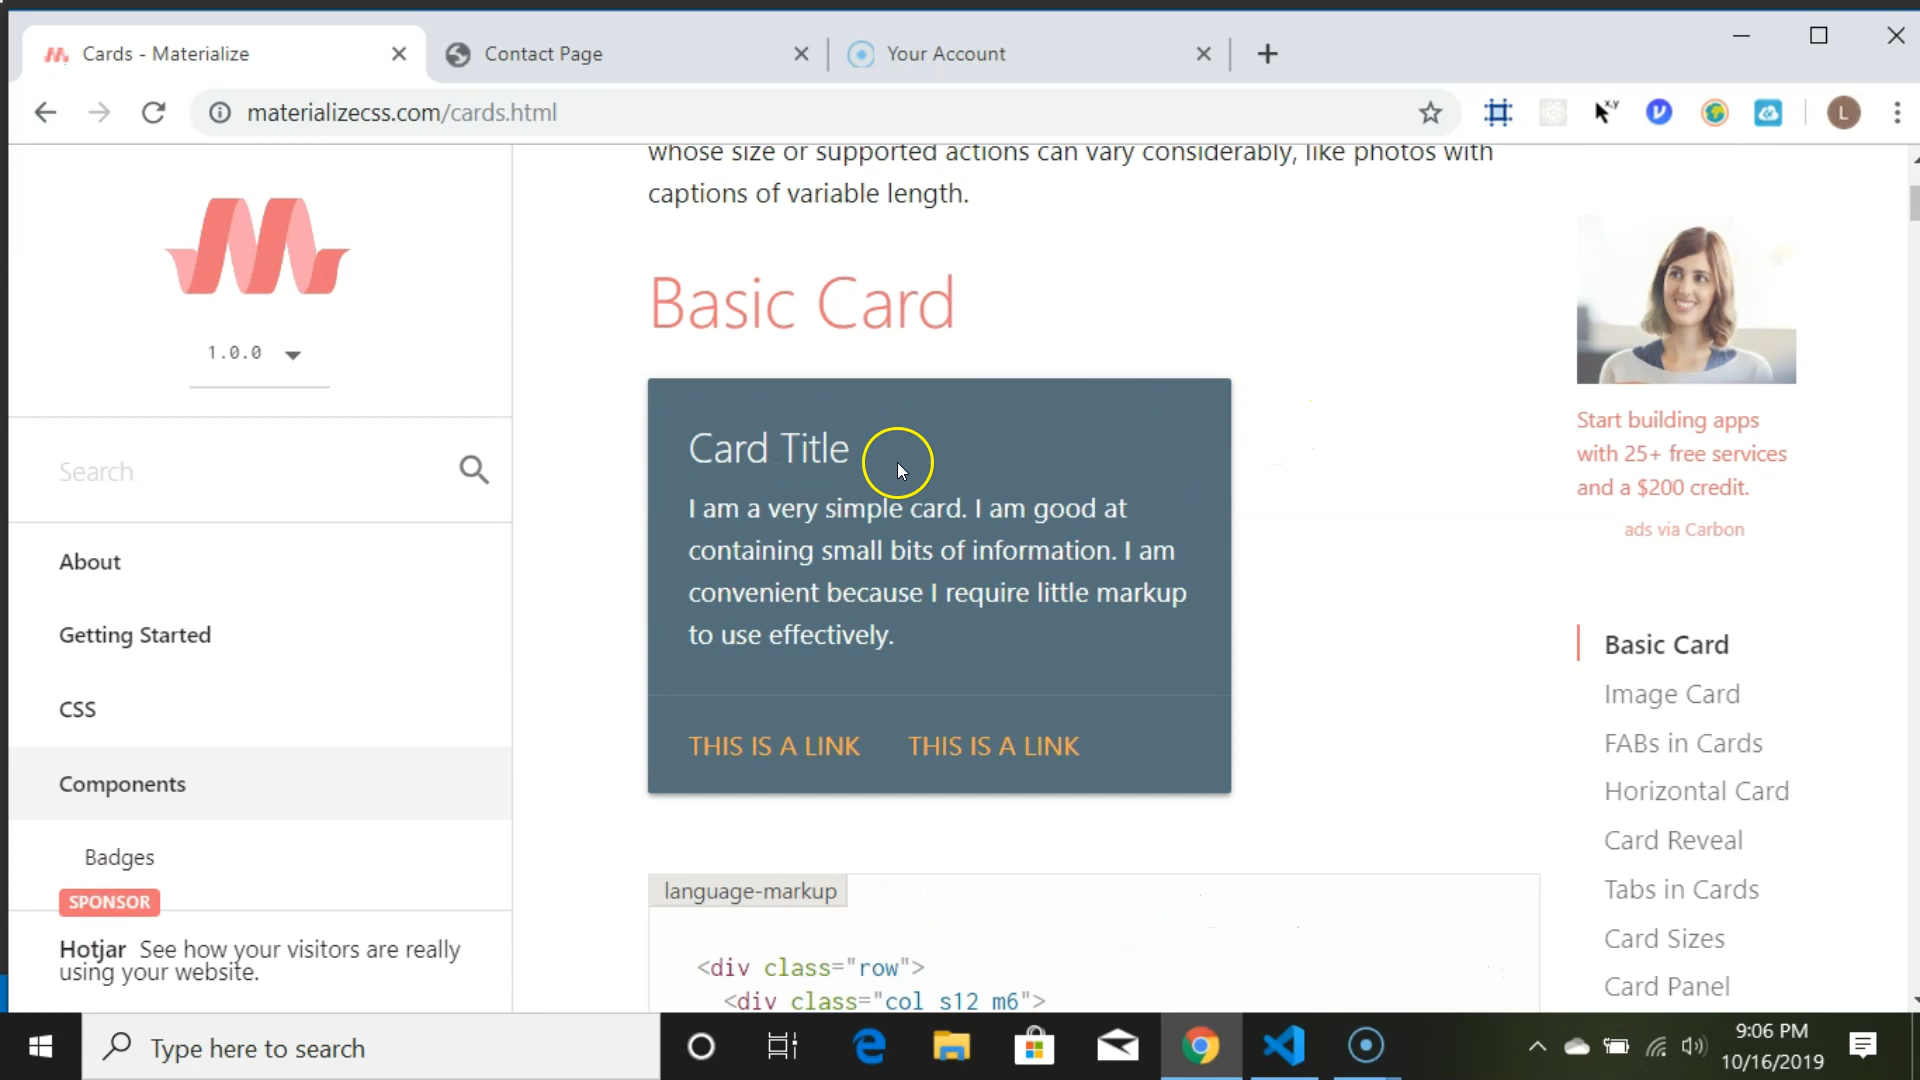 Cards - Materialize
Contact Page
Your Account
materializecss.com/cards.html
x,y
L
whose size or supported actions can vary considerably, like photos with
captions of variable length.
1.0.0
Search
About
Getting Started
CSS
Components
Badges
SPONSOR
Hotjar See how your visitors are really
using your website.
Basic Card
Card Title
I am a very simple card. I am good at
containing small bits of information. I am
convenient because I require little markup
to use effectively.
THIS IS A LINK THIS IS A LINK
language-markup
<div class="row">
<div class="col s12 m6">
Start building apps
with 25+ free services
and a $200 credit.
ads via Carbon
Basic Card
Image Card
FABs in Cards
Horizontal Card
Card Reveal
Tabs in Cards
Card Sizes
Card Panel
Type here to search
9:06 PM
10/16/2019